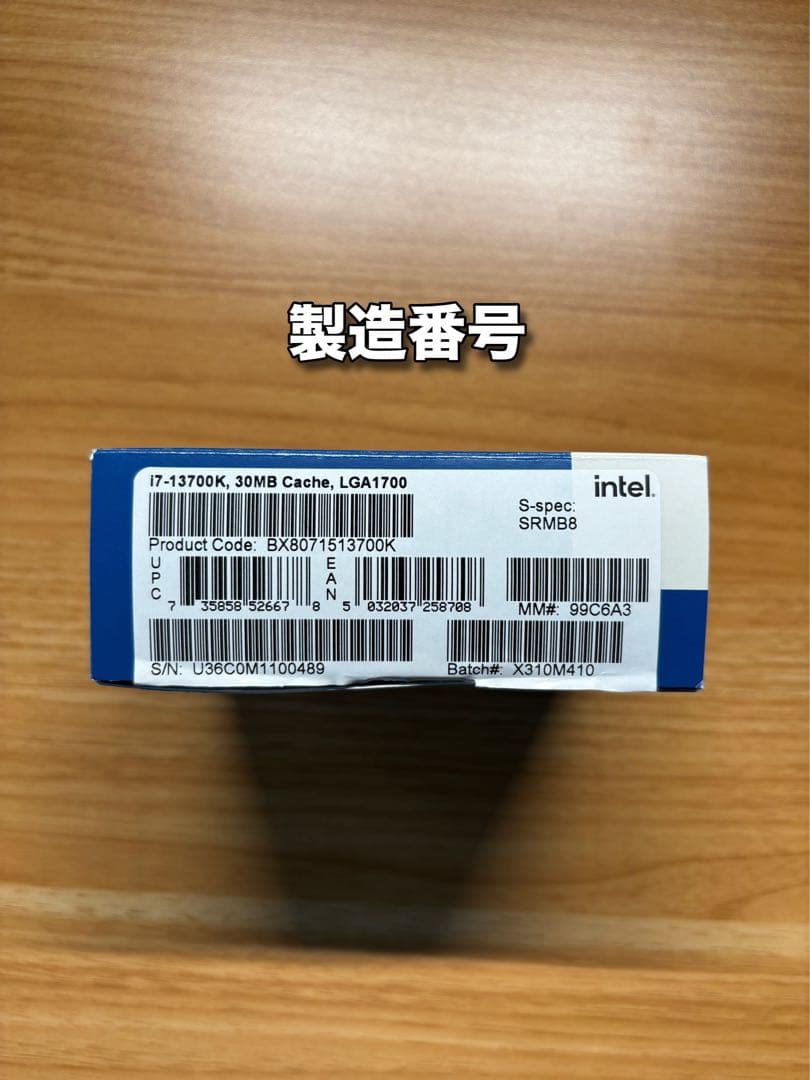 製造番号
i7-13700K, 30MB Cache, LGA1700
intel.
S-spec:
SRMB8
Product Code: BX8071513700K
UPC
7 35858 52667 8
EAN
5 032037 258708
MM#: 99C6A3
S/N: U36C0M1100489
Batch#: X310M410